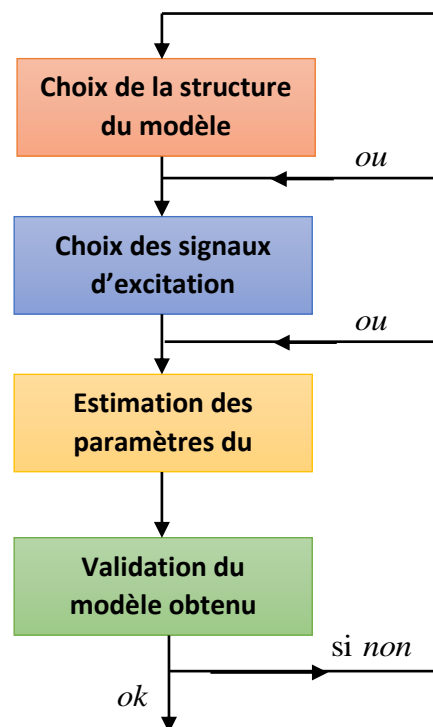 Choix de la structure
du modèle
ou
Choix des signaux
d’excitation
ou
Estimation des
paramètres du
Validation du
modèle obtenu
si non
ok